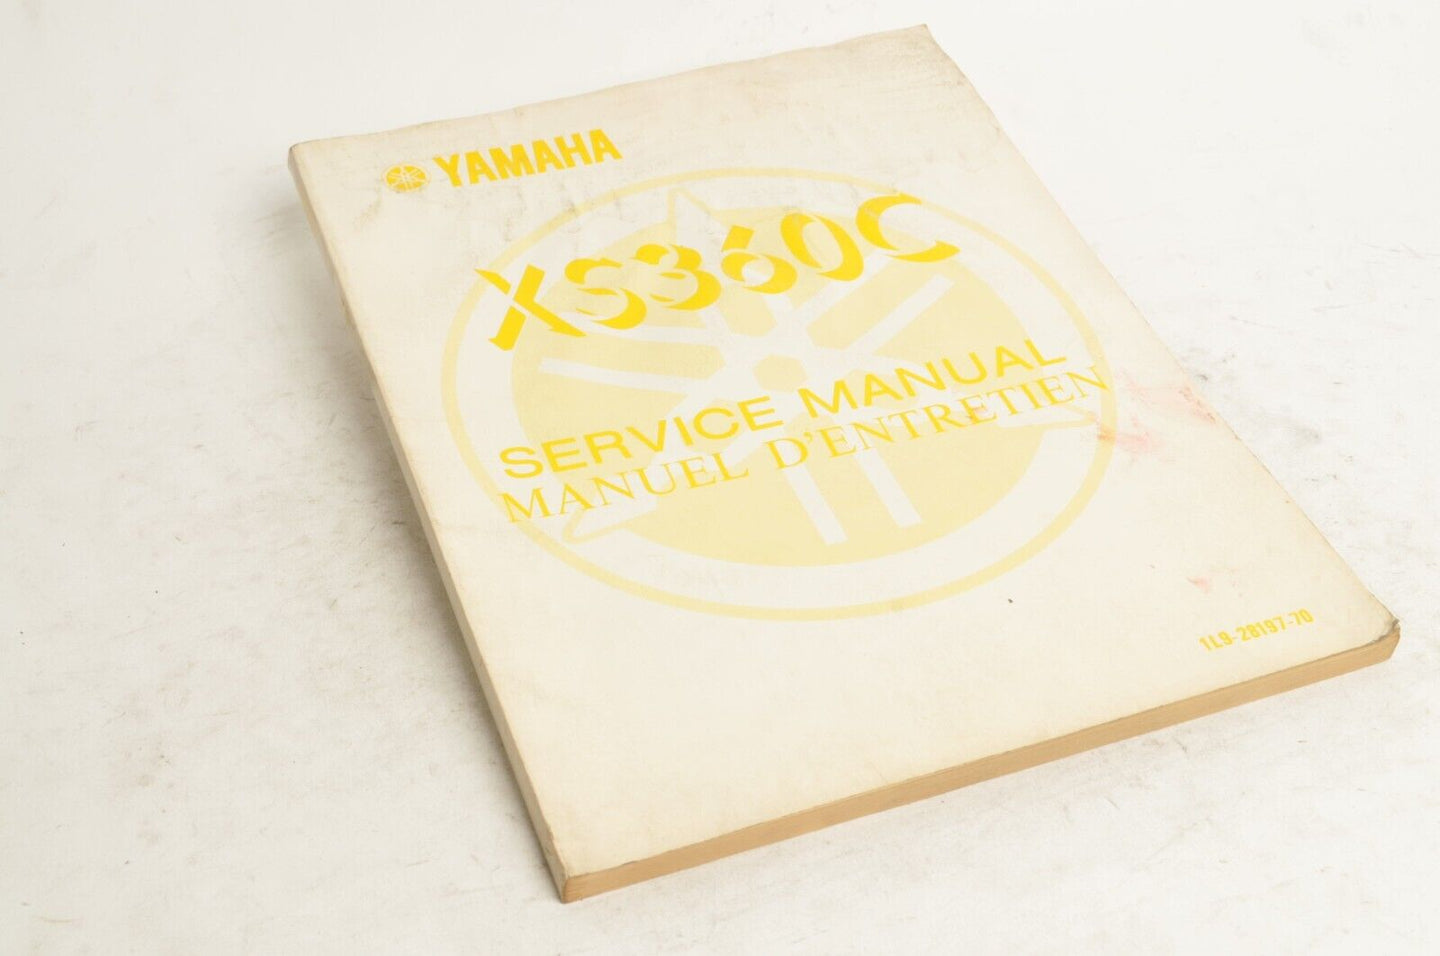 YAMAHA
XS360C
SERVICE MANUAL
MANUEL D'ENTRETIEN
1L9-28197-70